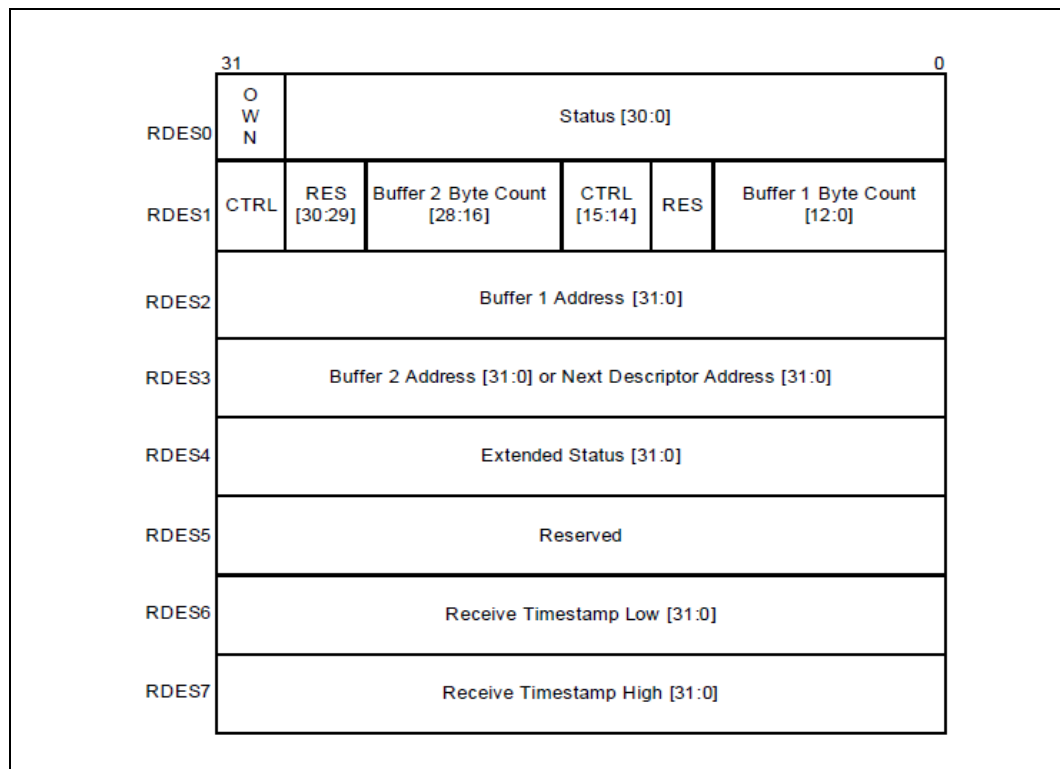 31 0
O
W
N
RDES0
Status [30:0]
RDES1
CTRL
RES
[30:29]
Buffer 2 Byte Count
[28:16]
CTRL
[15:14]
RES
Buffer 1 Byte Count
[12:0]
RDES2
Buffer 1 Address [31:0]
RDES3
Buffer 2 Address [31:0] or Next Descriptor Address [31:0]
RDES4
Extended Status [31:0]
RDES5
Reserved
RDES6
Receive Timestamp Low [31:0]
RDES7
Receive Timestamp High [31:0]